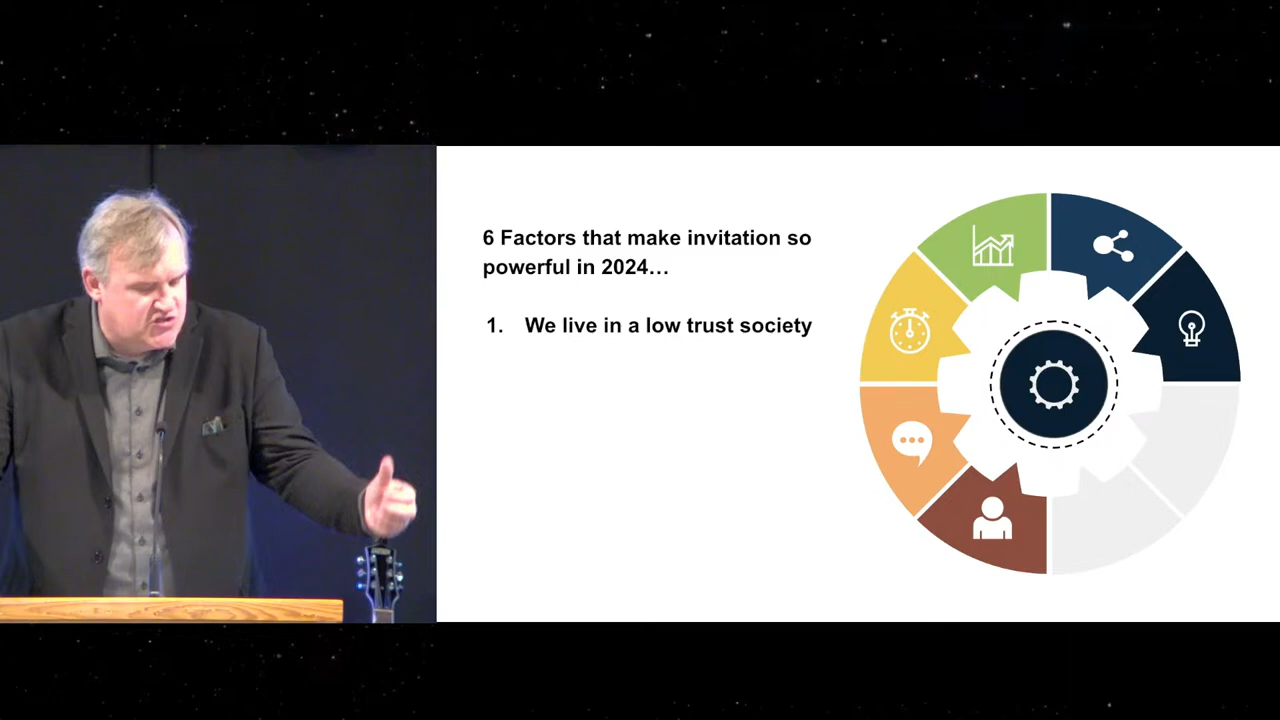 6 Factors that make invitation so
powerful in 2024…
1. We live in a low trust society